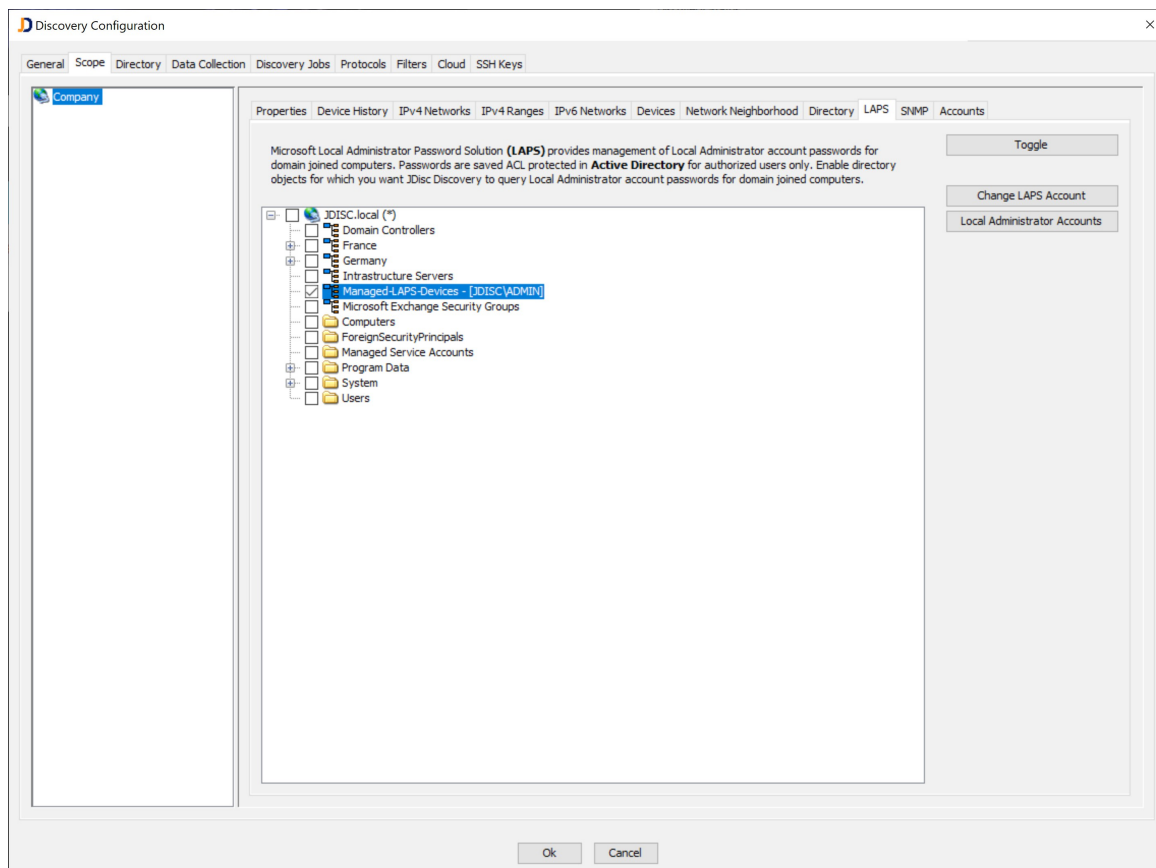 Discovery Configuration
General Scope Directory Data Collection Discovery Jobs Protocols Filters Cloud SSH Keys
Company
Properties Device History IPv4 Networks IPv4 Ranges IPv6 Networks Devices Network Neighborhood Directory LAPS SNMP Accounts
Microsoft Local Administrator Password Solution (LAPS) provides management of Local Administrator account passwords for
domain joined computers. Passwords are saved ACL protected in Active Directory for authorized users only. Enable directory
objects for which you want JDisc Discovery to query Local Administrator account passwords for domain joined computers.
Toggle
Change LAPS Account
Local Administrator Accounts
JDISC.local (*)
Domain Controllers
France
Germany
Intrastructure Servers
Managed-LAPS-Devices - [JDISC\ADMIN]
Microsoft Exchange Security Groups
Computers
ForeignSecurityPrincipals
Managed Service Accounts
Program Data
System
Users
Ok Cancel